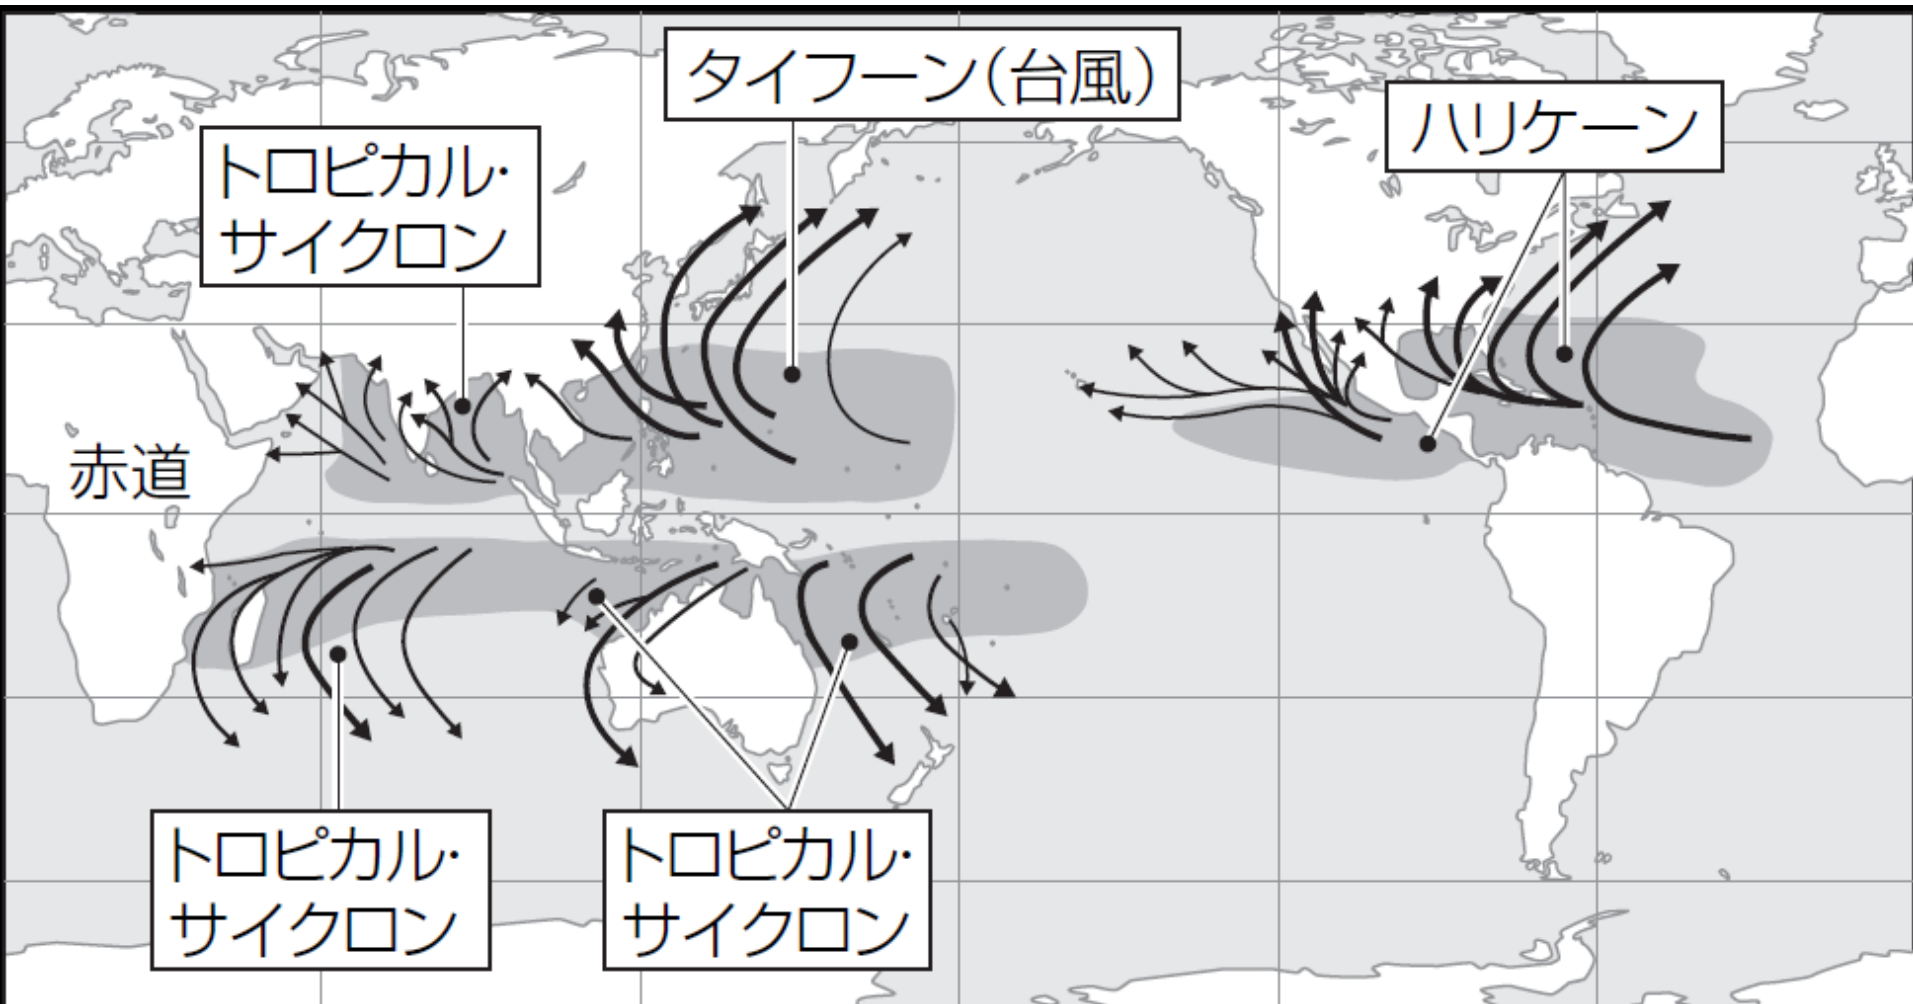 タイフーン(台風)
ハリケーン
トロピカル・
サイクロン
赤道
トロピカル・
サイクロン
トロピカル・
サイクロン